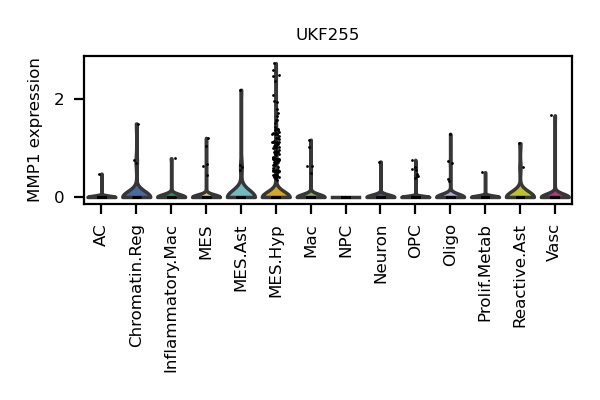 UKF255
MMP1 expression
2
0
AC
Chromatin.Reg
Inflammatory.Mac
MES
MES.Ast
MES.Hyp
Mac
NPC
Neuron
OPC
Oligo
Prolif.Metab
Reactive.Ast
Vasc